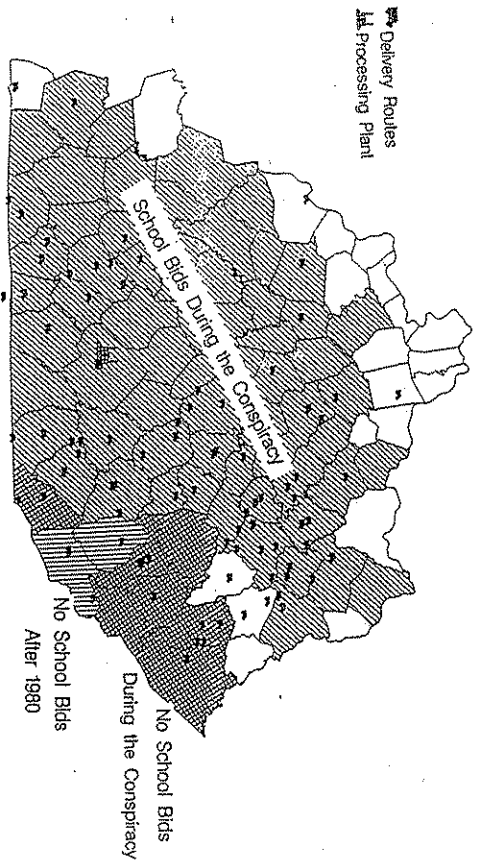 Delivery Routes
Processing Plant
School Bids During the Conspiracy
No School Bids
During the Conspiracy
No School Bids
After 1980